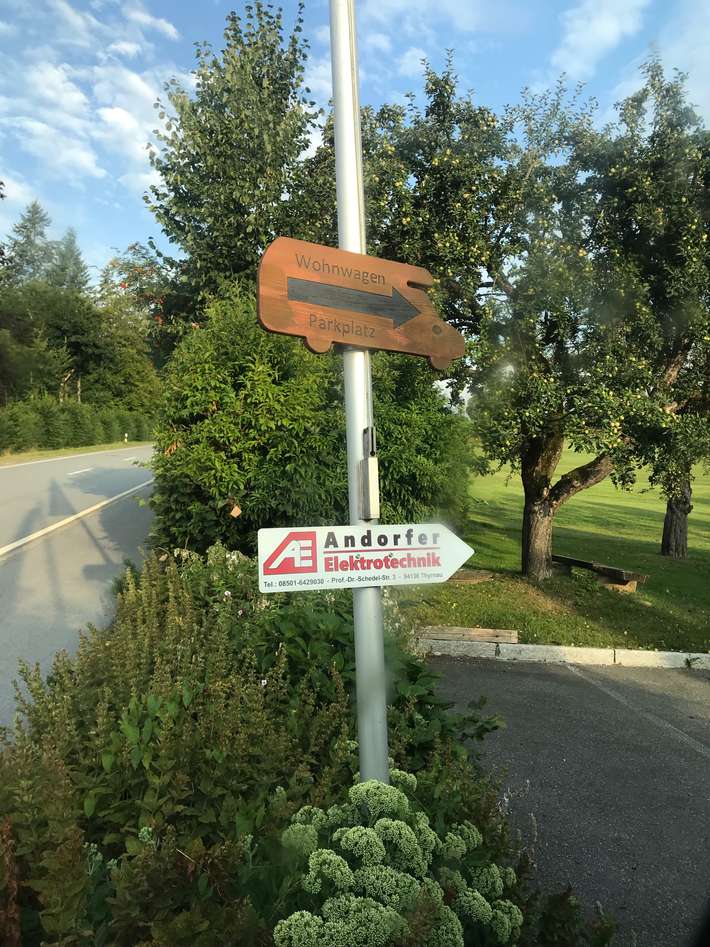 Wohnwagen
Parkplatz
AE
Andorfer
Elektrotechnik
Tel.: 08501-6429030 - Prof.-Dr.-Schedel-Str. 3 - 94136 Thyrnau